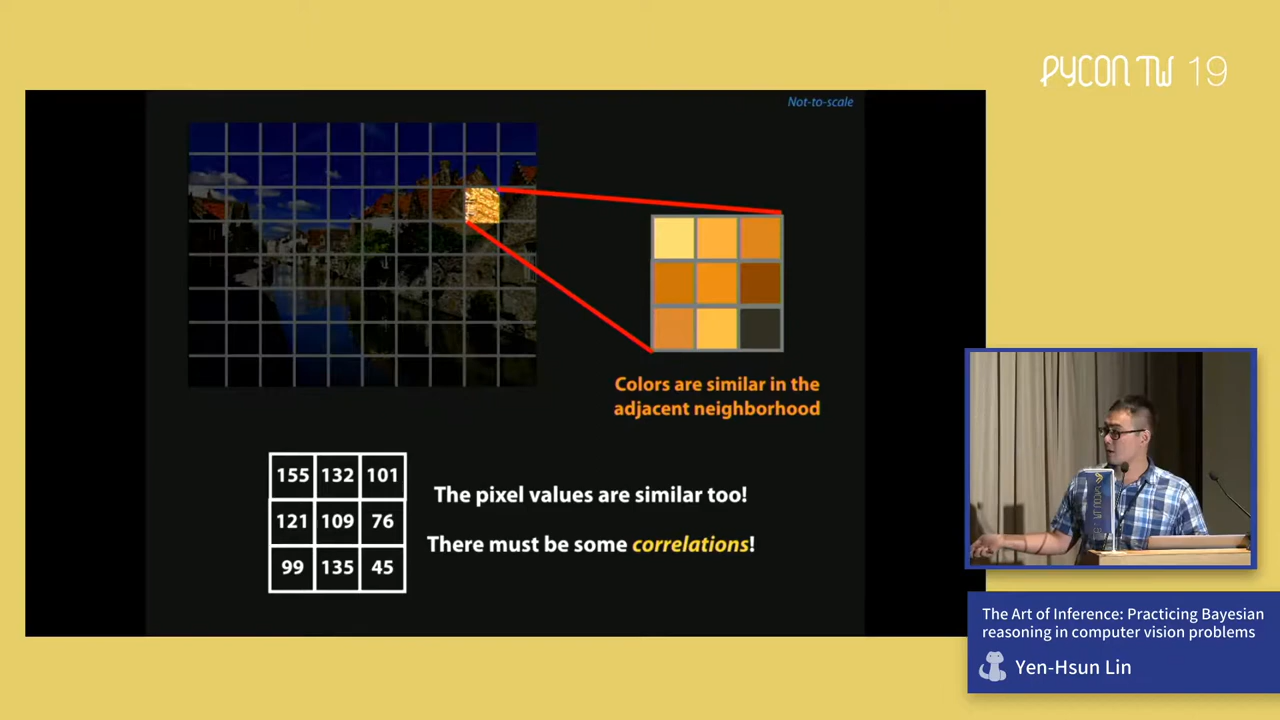 PYCON TW 19
Not-to-scale
Colors are similar in the
adjacent neighborhood
155 132 101
121 109 76
99 135 45
The pixel values are similar too!
There must be some correlations!
The Art of Inference: Practicing Bayesian
reasoning in computer vision problems
Yen-Hsun Lin